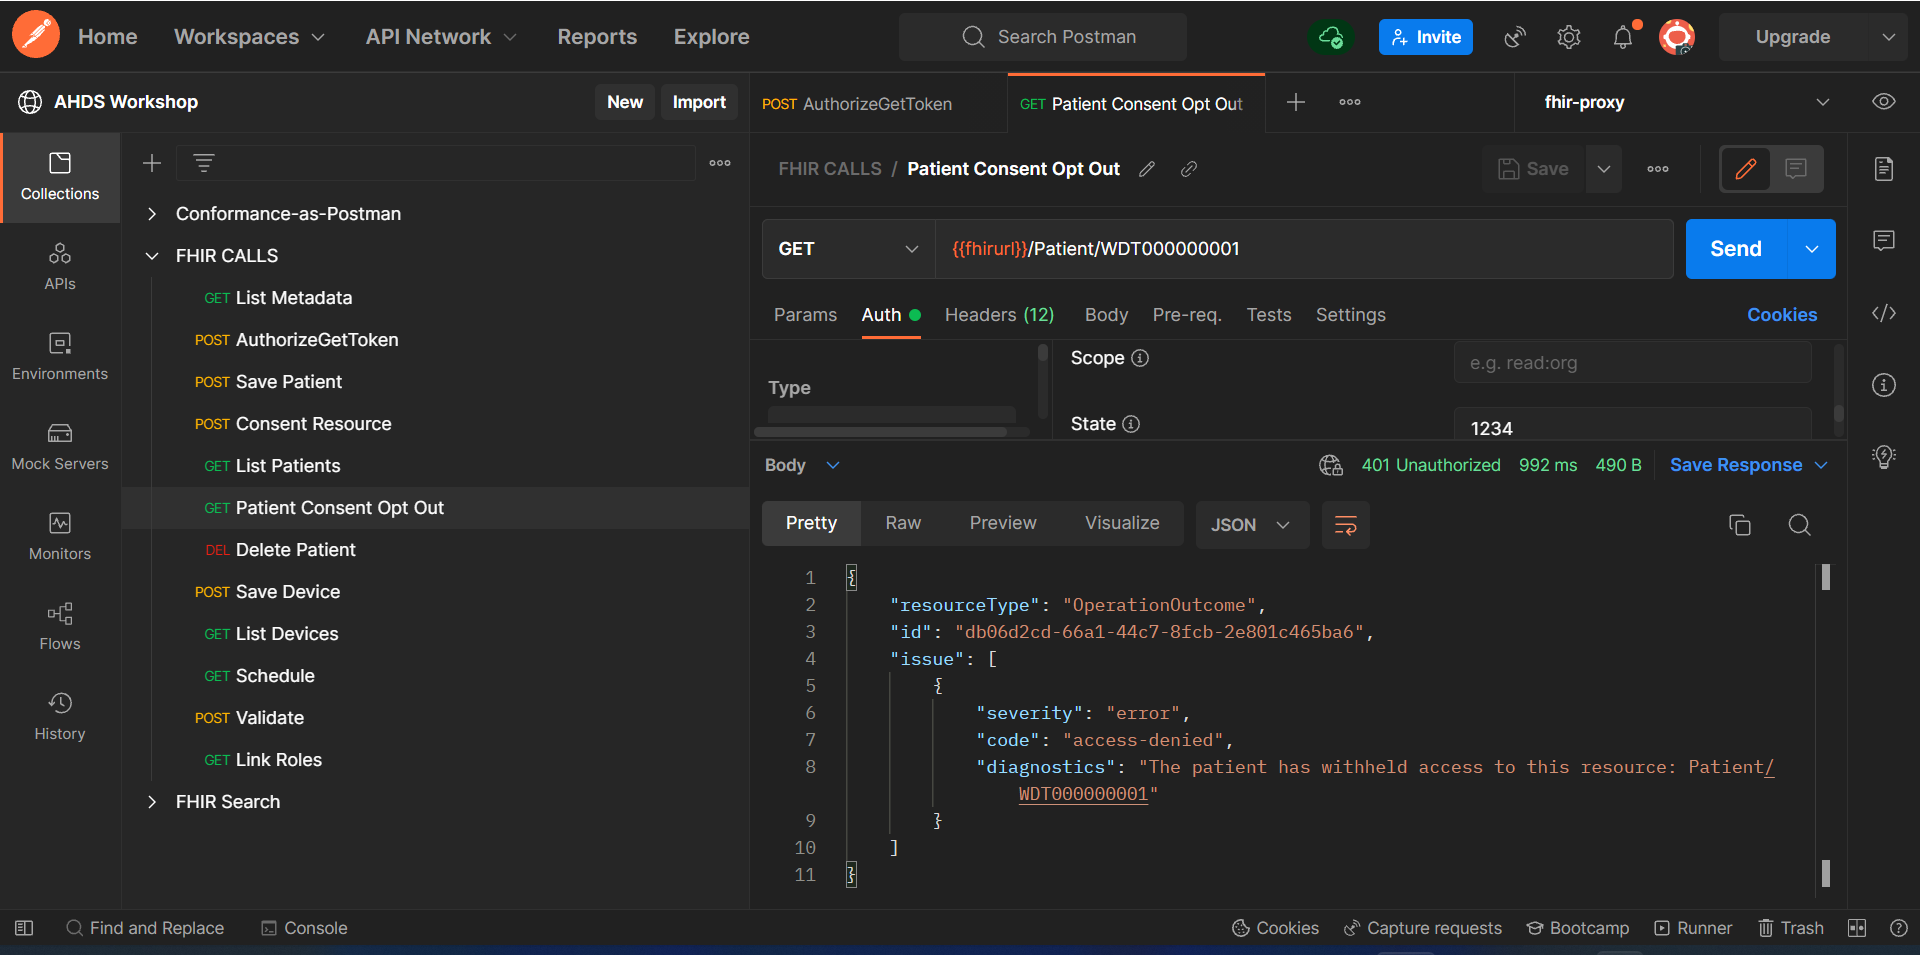 Home Workspaces API Network Reports Explore Search Postman Invite Upgrade
AHDS Workshop New Import POST AuthorizeGetToken GET Patient Consent Opt Out fhir-proxy
Collections
APIs
Environments
Mock Servers
Monitors
Flows
History
Conformance-as-Postman
FHIR CALLS
GET List Metadata
POST AuthorizeGetToken
POST Save Patient
POST Consent Resource
GET List Patients
GET Patient Consent Opt Out
DEL Delete Patient
POST Save Device
GET List Devices
GET Schedule
POST Validate
GET Link Roles
FHIR Search
FHIR CALLS / Patient Consent Opt Out Save
GET {{fhirurl}}/Patient/WDT000000001 Send
Params Auth Headers (12) Body Pre-req. Tests Settings Cookies
Type
Scope e.g. read:org
State 1234
Body 401 Unauthorized 992 ms 490 B Save Response
Pretty Raw Preview Visualize JSON
1 {
2 "resourceType": "OperationOutcome",
3 "id": "db06d2cd-66a1-44c7-8fcb-2e801c465ba6",
4 "issue": [
5 {
6 "severity": "error",
7 "code": "access-denied",
8 "diagnostics": "The patient has withheld access to this resource: Patient/
WDT000000001"
9 }
10 ]
11 }
Find and Replace Console Cookies Capture requests Bootcamp Runner Trash